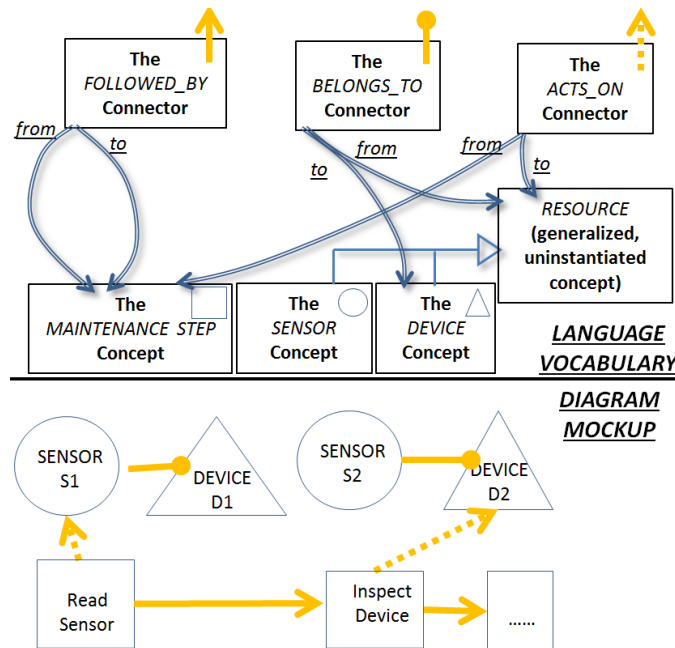 The
FOLLOWED_BY
Connector
The
BELONGS_TO
Connector
The
ACTS_ON
Connector
from
to
to
from
from
to
RESOURCE
(generalized,
uninstantiated
concept)
The
MAINTENANCE STEP
Concept
The
SENSOR
Concept
The
DEVICE
Concept
LANGUAGE
VOCABULARY
DIAGRAM
MOCKUP
SENSOR
S1
DEVICE
D1
SENSOR
S2
DEVICE
D2
Read
Sensor
Inspect
Device
......